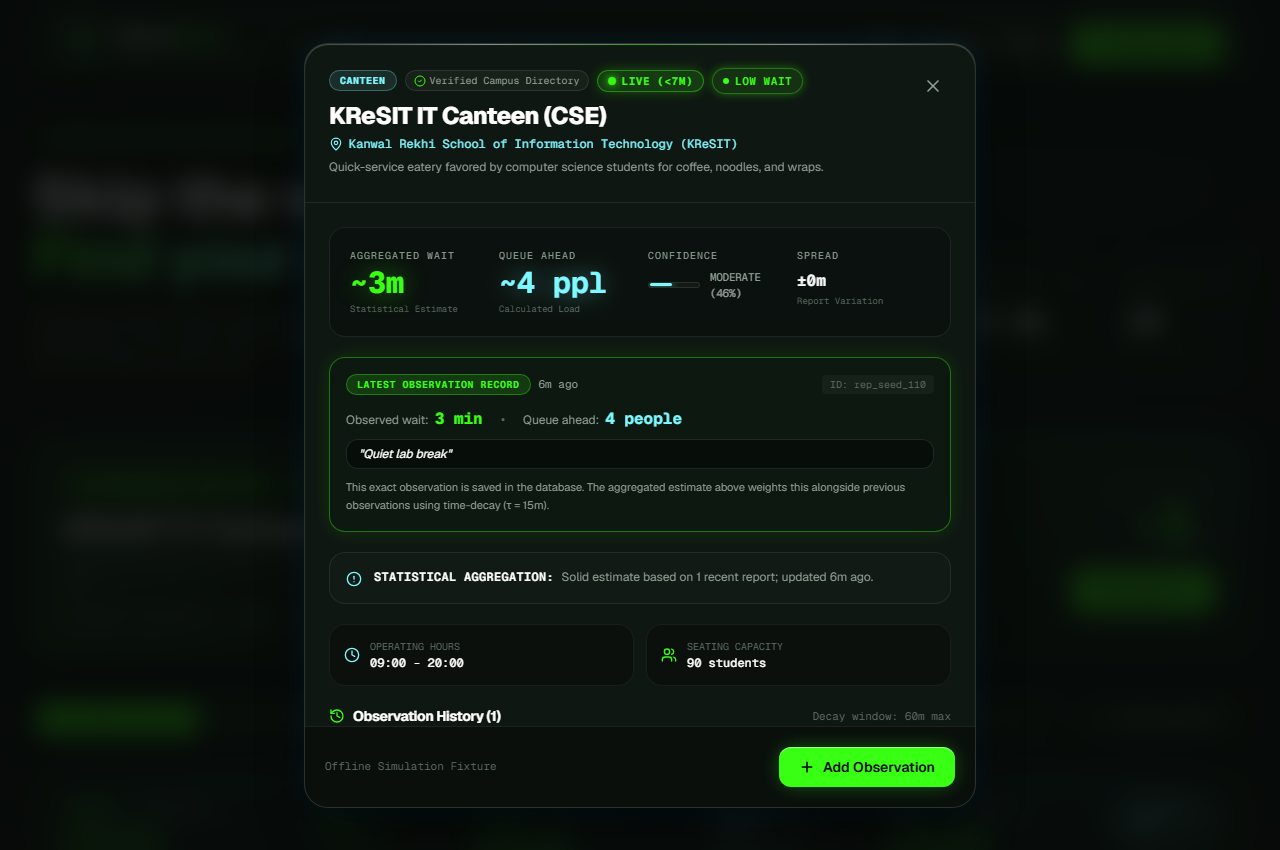 CANTEEN Verified Campus Directory LIVE (<7M) LOW WAIT
KReSIT IT Canteen (CSE)
Kanwal Rekhi School of Information Technology (KReSIT)
Quick-service eatery favored by computer science students for coffee, noodles, and wraps.
AGGREGATED WAIT QUEUE AHEAD CONFIDENCE SPREAD
~3m ~4 ppl MODERATE (46%) ±0m
Statistical Estimate Calculated Load Report Variation
LATEST OBSERVATION RECORD 6m ago ID: rep_seed_110
Observed wait: 3 min • Queue ahead: 4 people
"Quiet lab break"
This exact observation is saved in the database. The aggregated estimate above weights this alongside previous
observations using time-decay (τ = 15m).
STATISTICAL AGGREGATION: Solid estimate based on 1 recent report; updated 6m ago.
OPERATING HOURS SEATING CAPACITY
09:00 – 20:00 90 students
Observation History (1) Decay window: 60m max
Offline Simulation Fixture + Add Observation